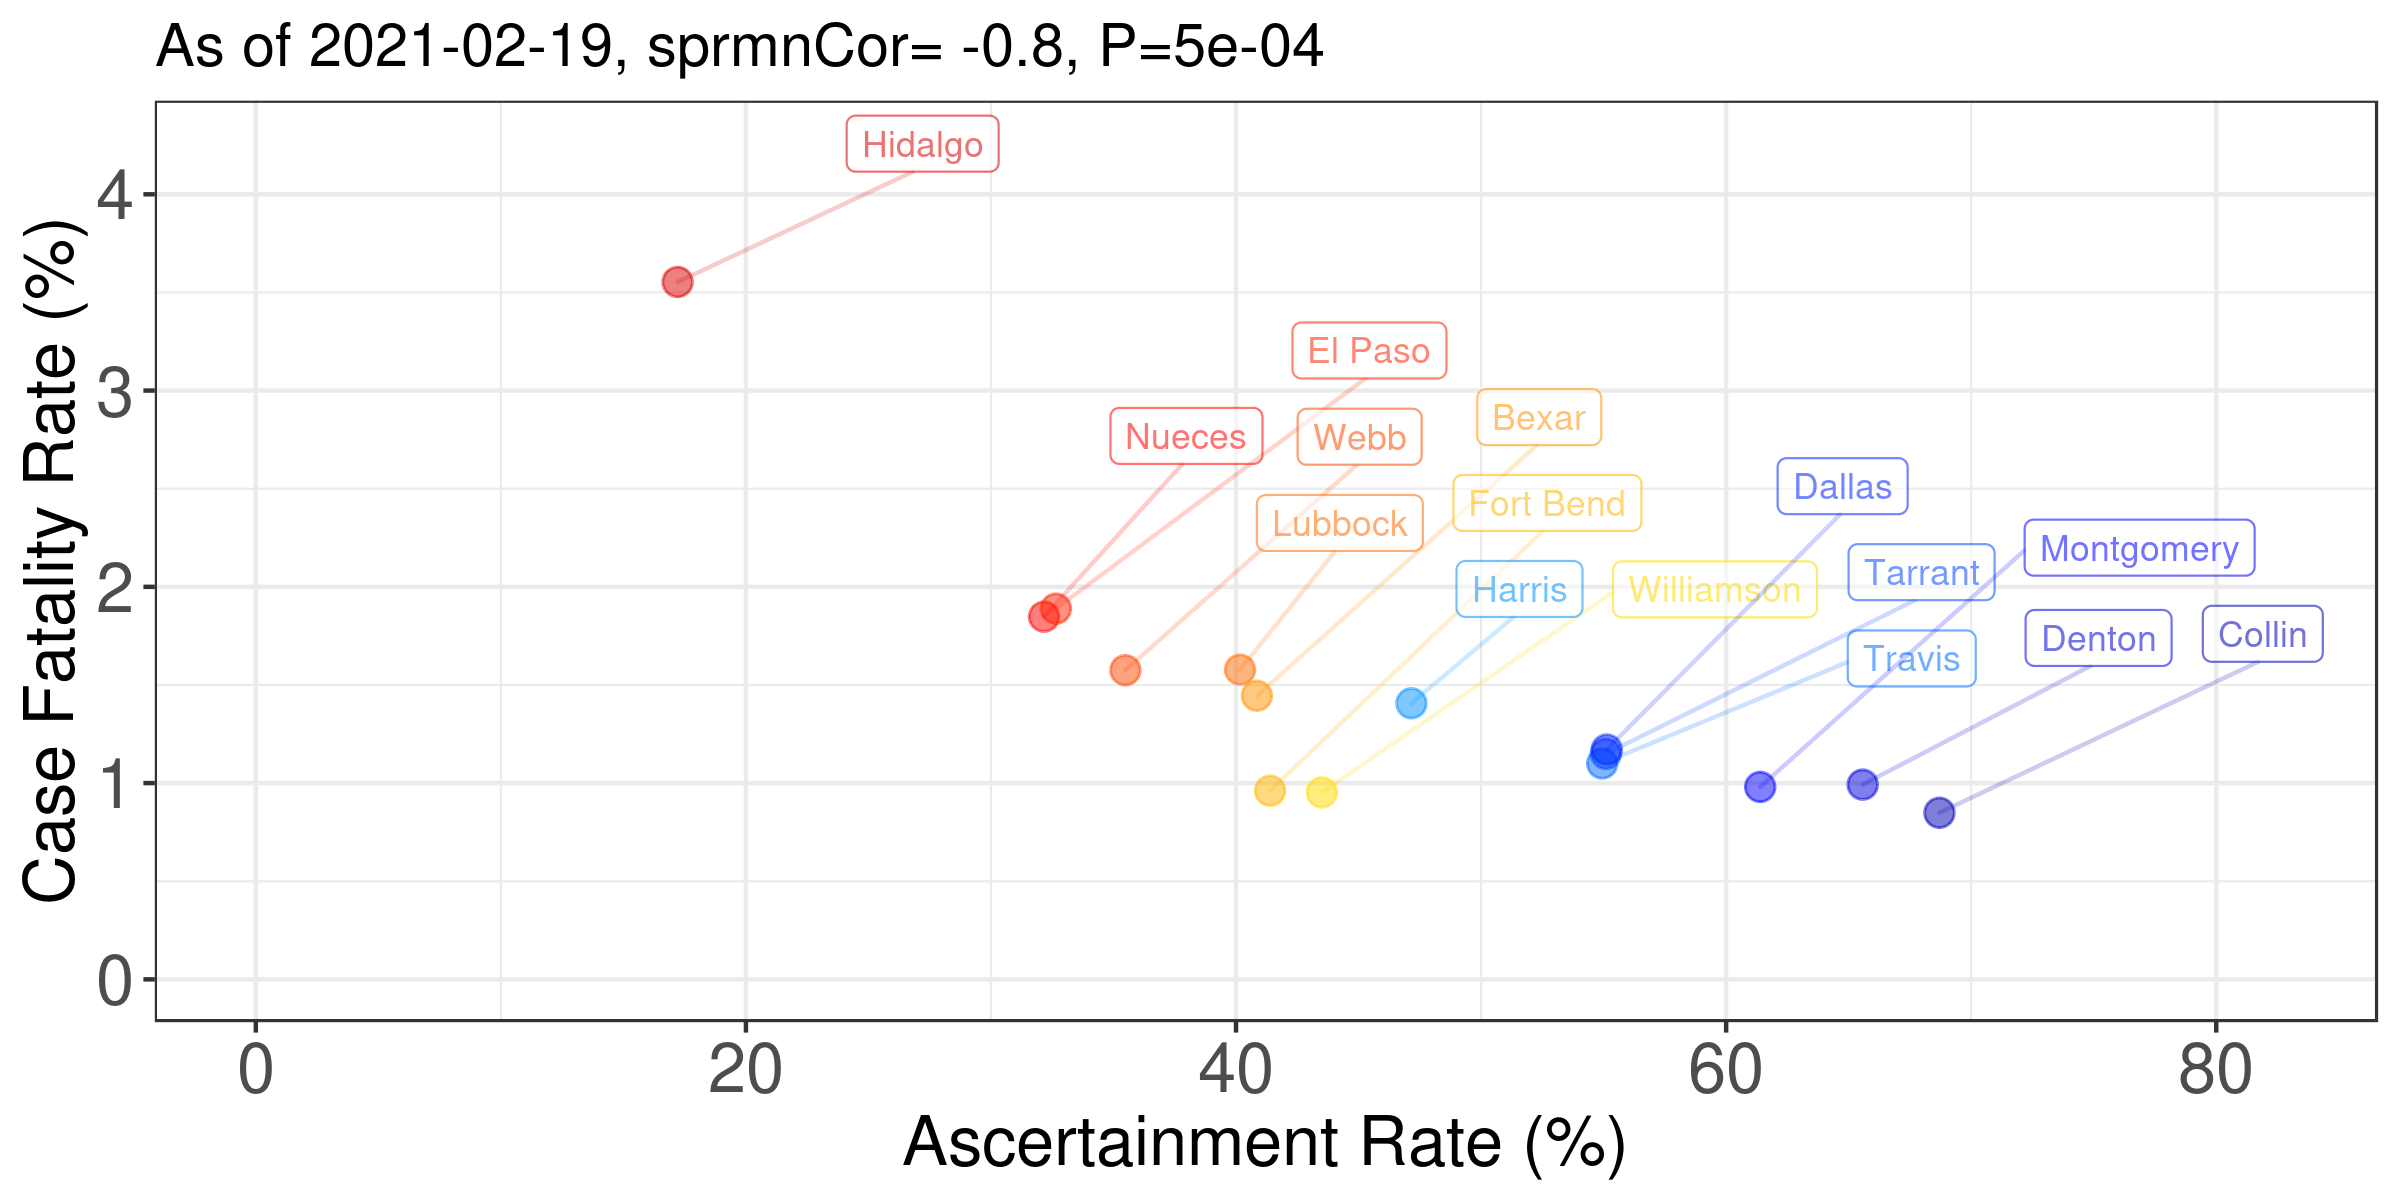 As of 2021-02-19, sprmnCor= -0.8, P=5e-04
Case Fatality Rate (%)
4
3
2
1
0
Hidalgo
El Paso
Nueces
Webb
Bexar
Lubbock
Fort Bend
Dallas
Harris
Williamson
Tarrant
Montgomery
Travis
Denton
Collin
0 20 40 60 80
Ascertainment Rate (%)